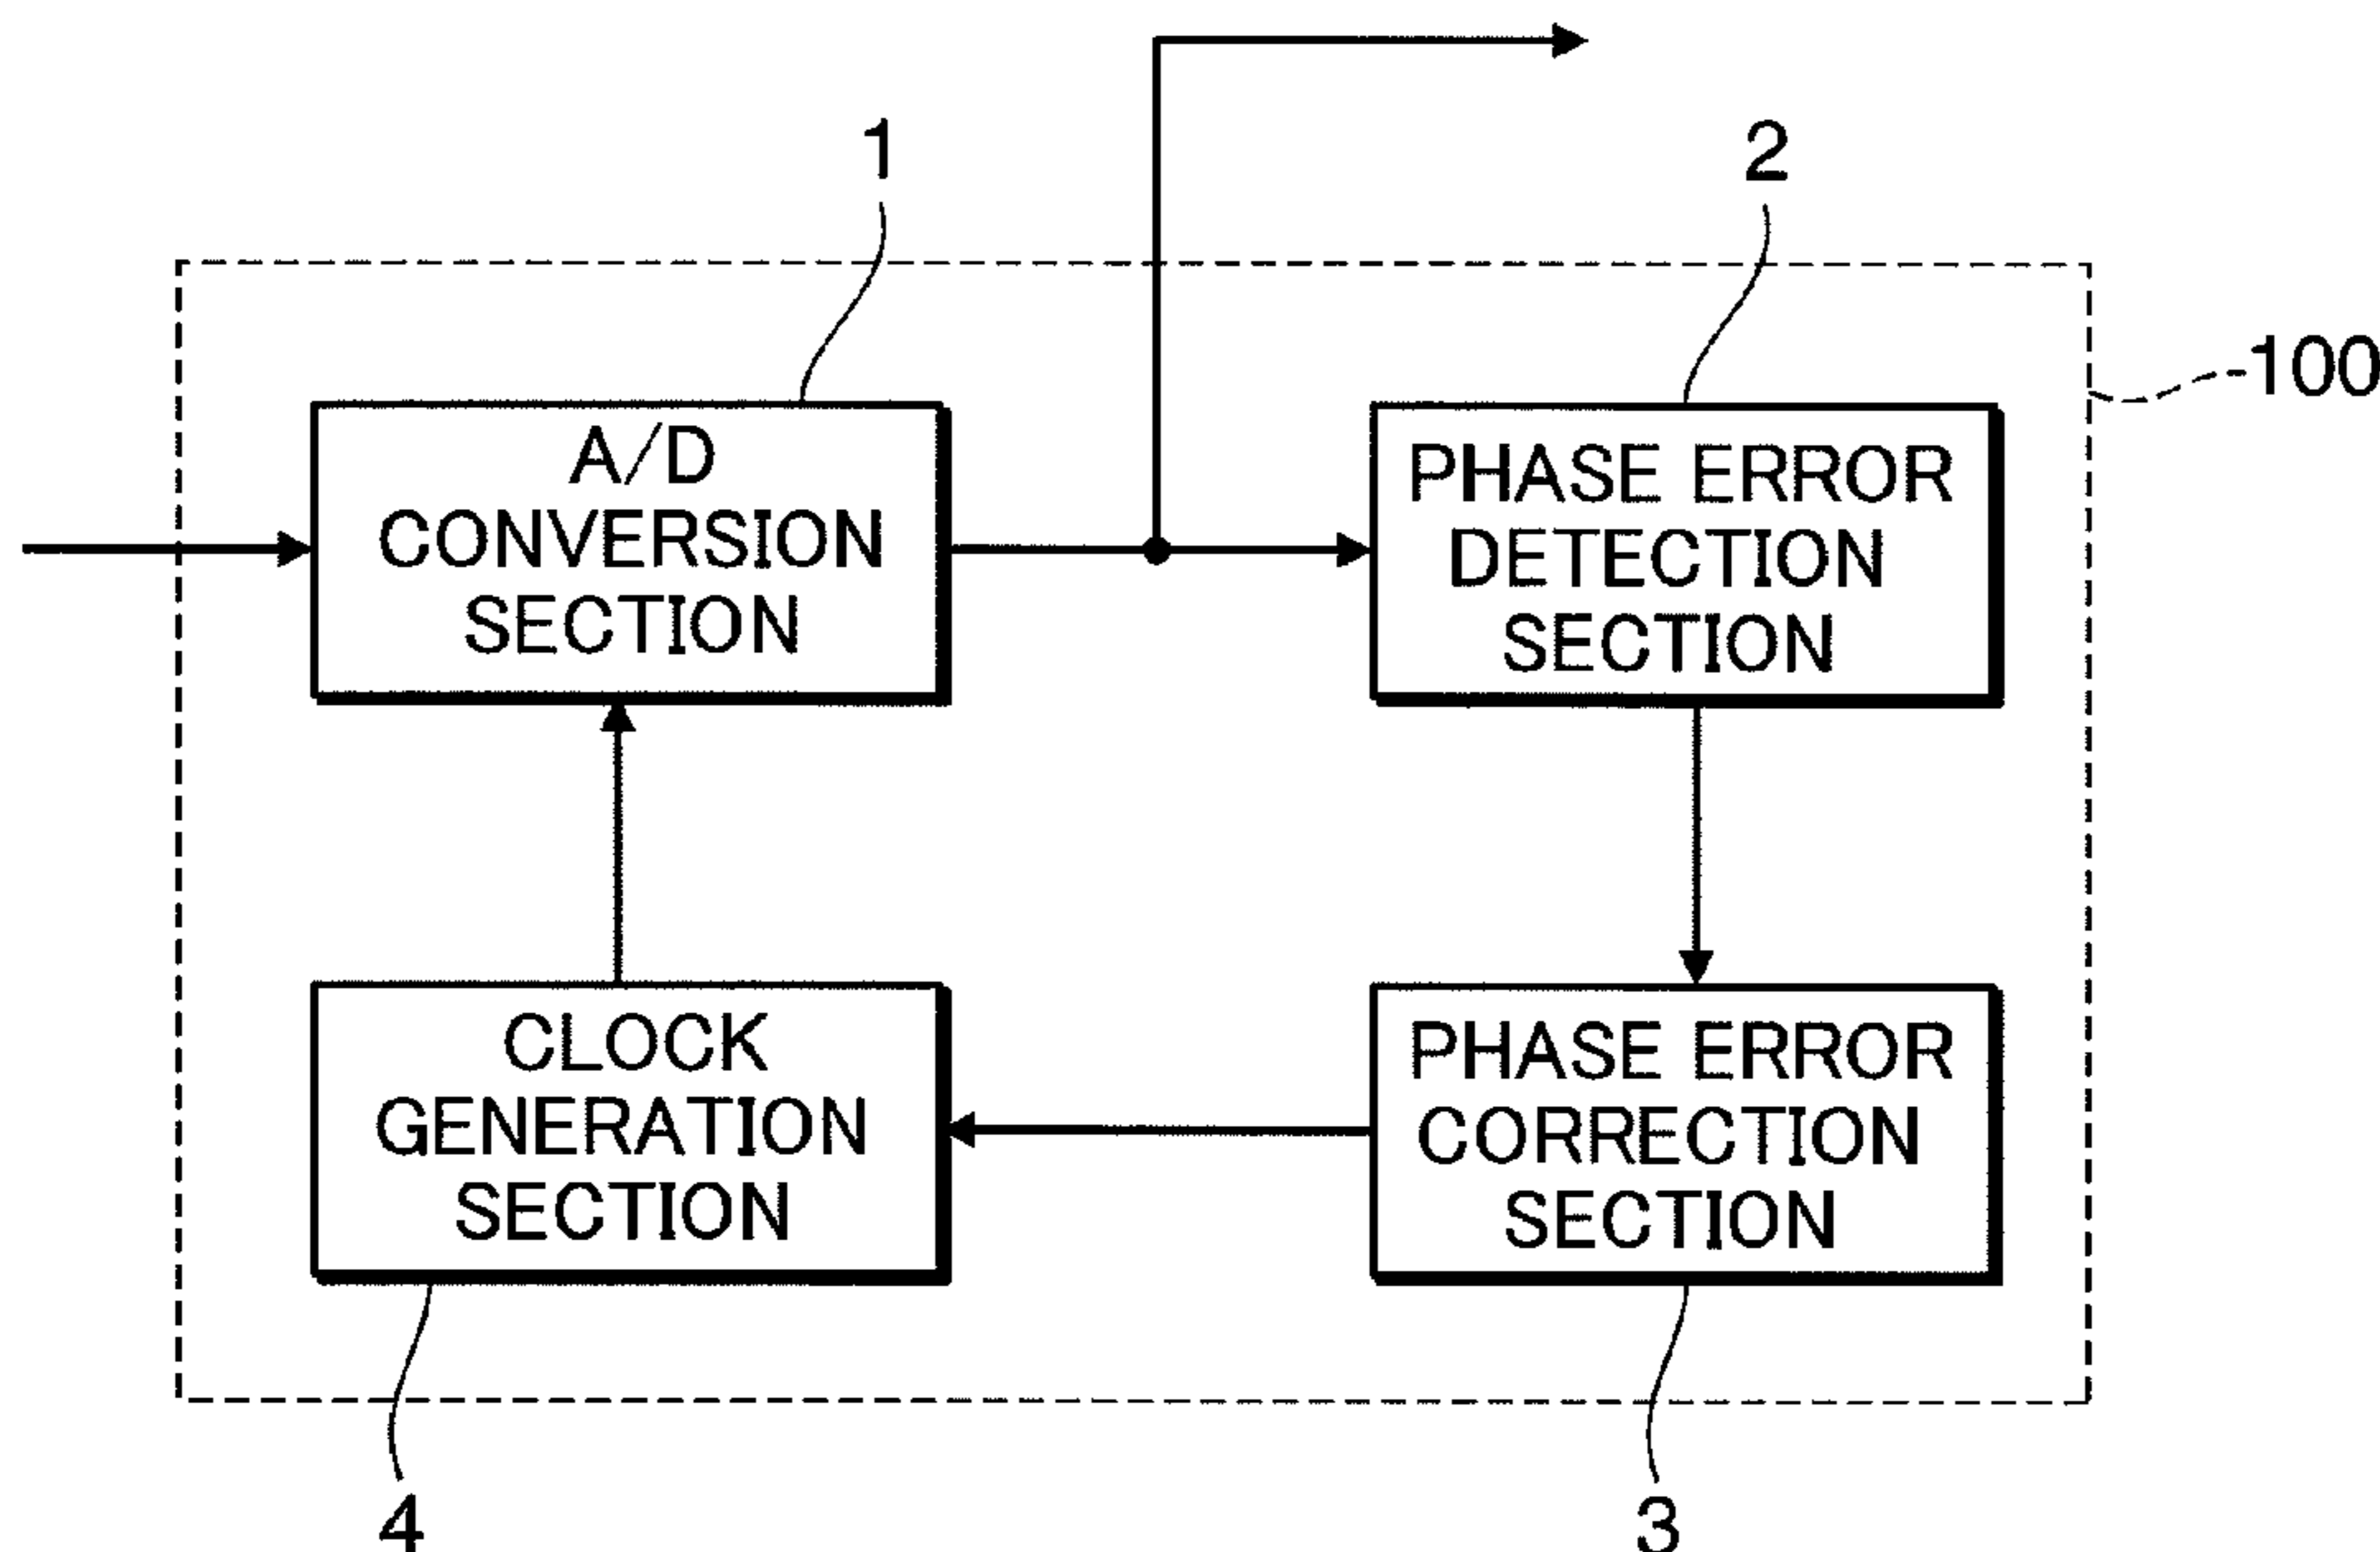 1
2
100
A/D
CONVERSION
SECTION
PHASE ERROR
DETECTION
SECTION
CLOCK
GENERATION
SECTION
PHASE ERROR
CORRECTION
SECTION
4
3